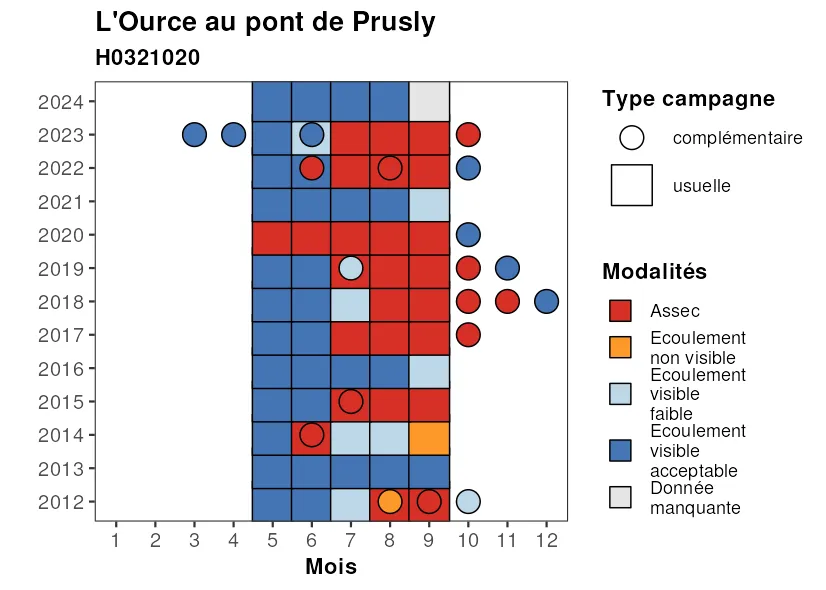 L'Ource au pont de Prusly
H0321020
2024
2023
2022
2021
2020
2019
2018
2017
2016
2015
2014
2013
2012
1 2 3 4 5 6 7 8 9 10 11 12
Mois
Type campagne
complémentaire
usuelle
Modalités
Assec
Ecoulement
non visible
Ecoulement
visible
faible
Ecoulement
visible
acceptable
Donnée
manquante